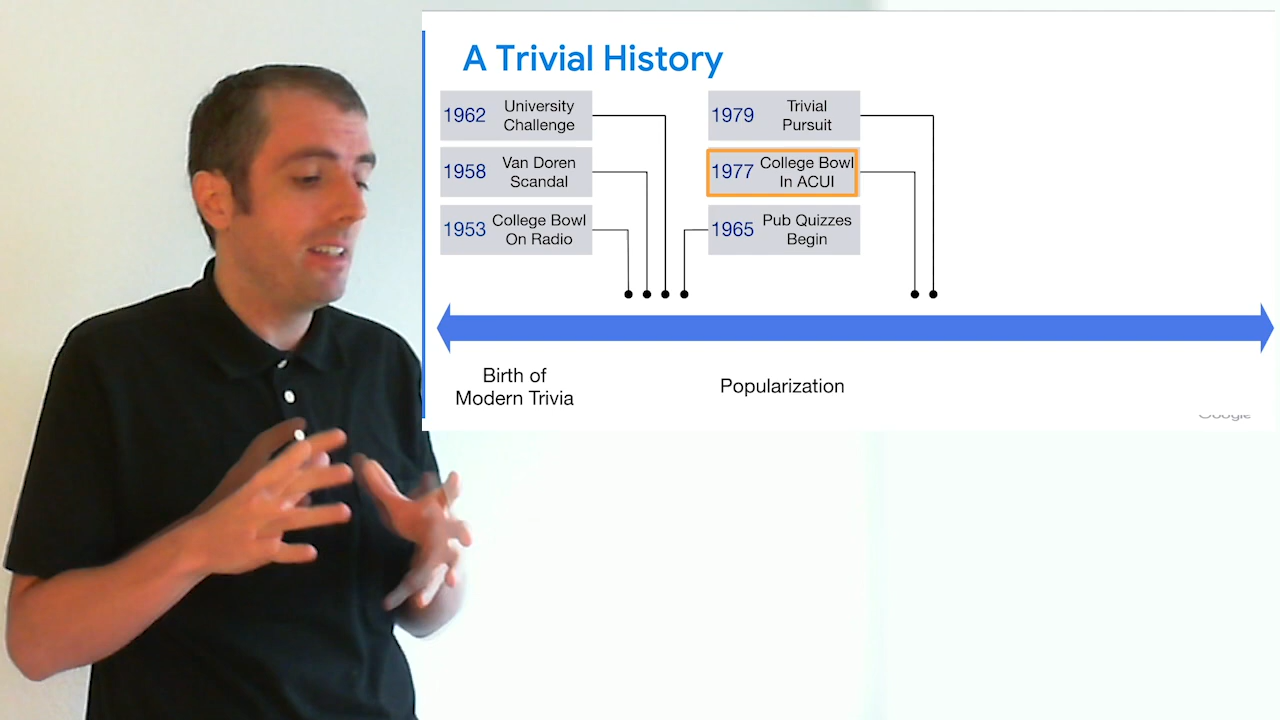 A Trivial History
1962 University
Challenge
1958 Van Doren
Scandal
1953 College Bowl
On Radio
1979 Trivial
Pursuit
1977 College Bowl
In ACUI
1965 Pub Quizzes
Begin
Birth of
Modern Trivia
Popularization
Google